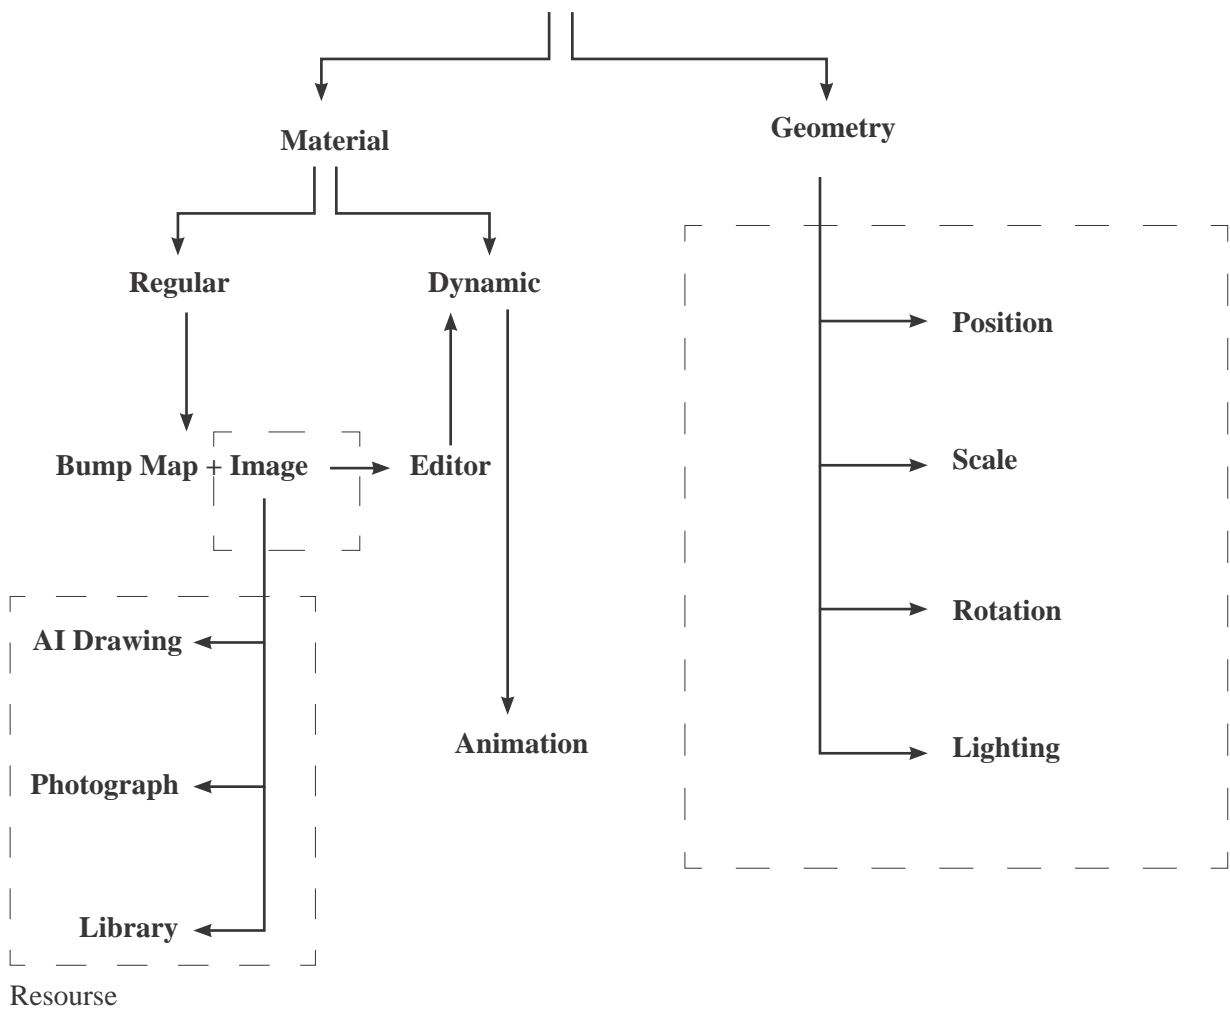 Material
Geometry
Regular
Dynamic
Position
Bump Map + Image
Editor
Scale
AI Drawing
Rotation
Animation
Lighting
Photograph
Library
Resourse